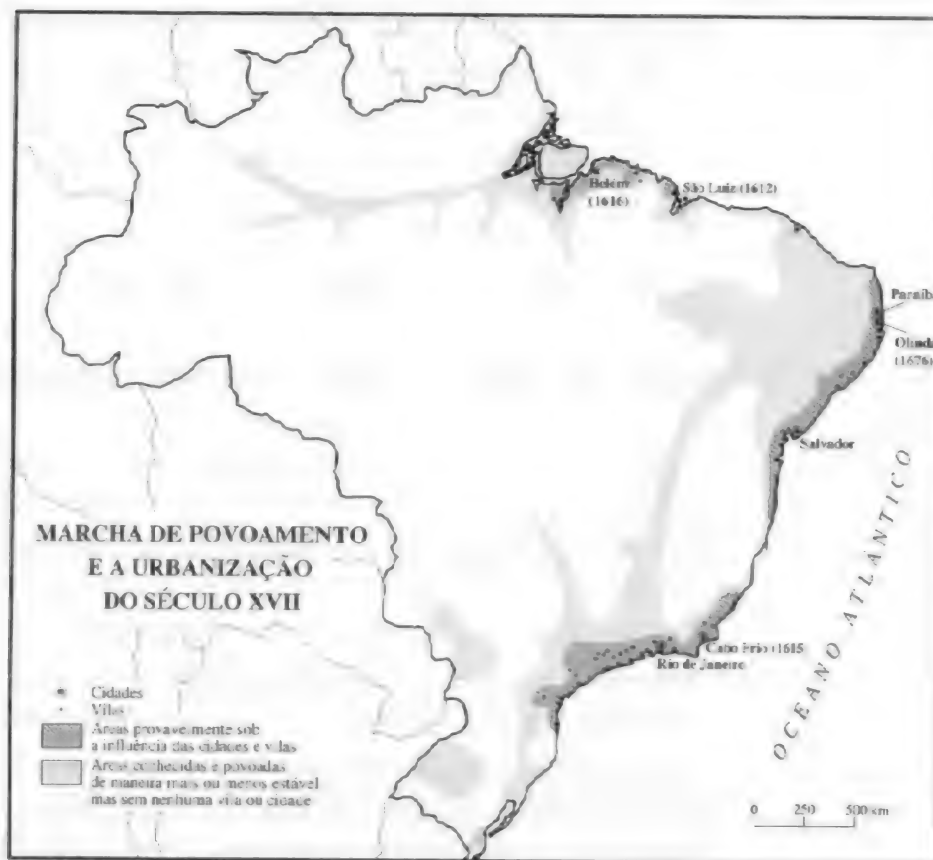 Belém
(1616)
São Luiz (1612)
Paraíb
Olinda
(1676)
Salvador
OCEANO ATLÂNTICO
MARCHA DE POVOAMENTO
E A URBANIZAÇÃO
DO SÉCULO XVII
Cabo Frio (1615
Rio de Janeiro
Cidades
Vilas
Áreas provavelmente sob
a influência das cidades e vilas
Áreas conhecidas e povoadas
de maneira mais ou menos estável
mas sem nenhuma vila ou cidade
0 250 500 km